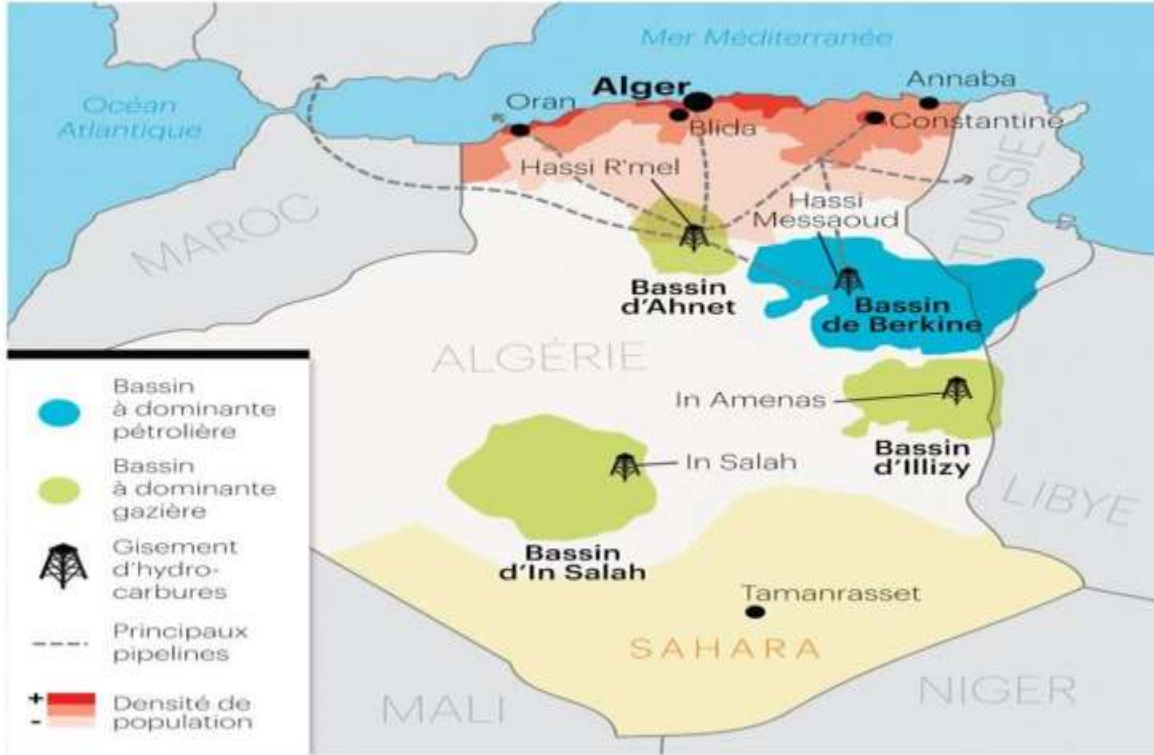 Mer Méditerranée
Océan
Atlantique
Alger
Annaba
Oran
Blida
Constantine
Hassi R'mel
Hassi
Messaoud
MAROC
TUNISIE
Bassin
d'Ahnet
Bassin
de Berkine
ALGÉRIE
In Amenas
Bassin
d'Illizy
In Salah
LIBYE
Bassin
d'In Salah
Tamanrasset
SAHARA
MALI
NIGER
Bassin
à dominante
pétrolière
Bassin
à dominante
gazière
Gisement
d'hydro-
carbures
Principaux
pipelines
+
-
Densité de
population